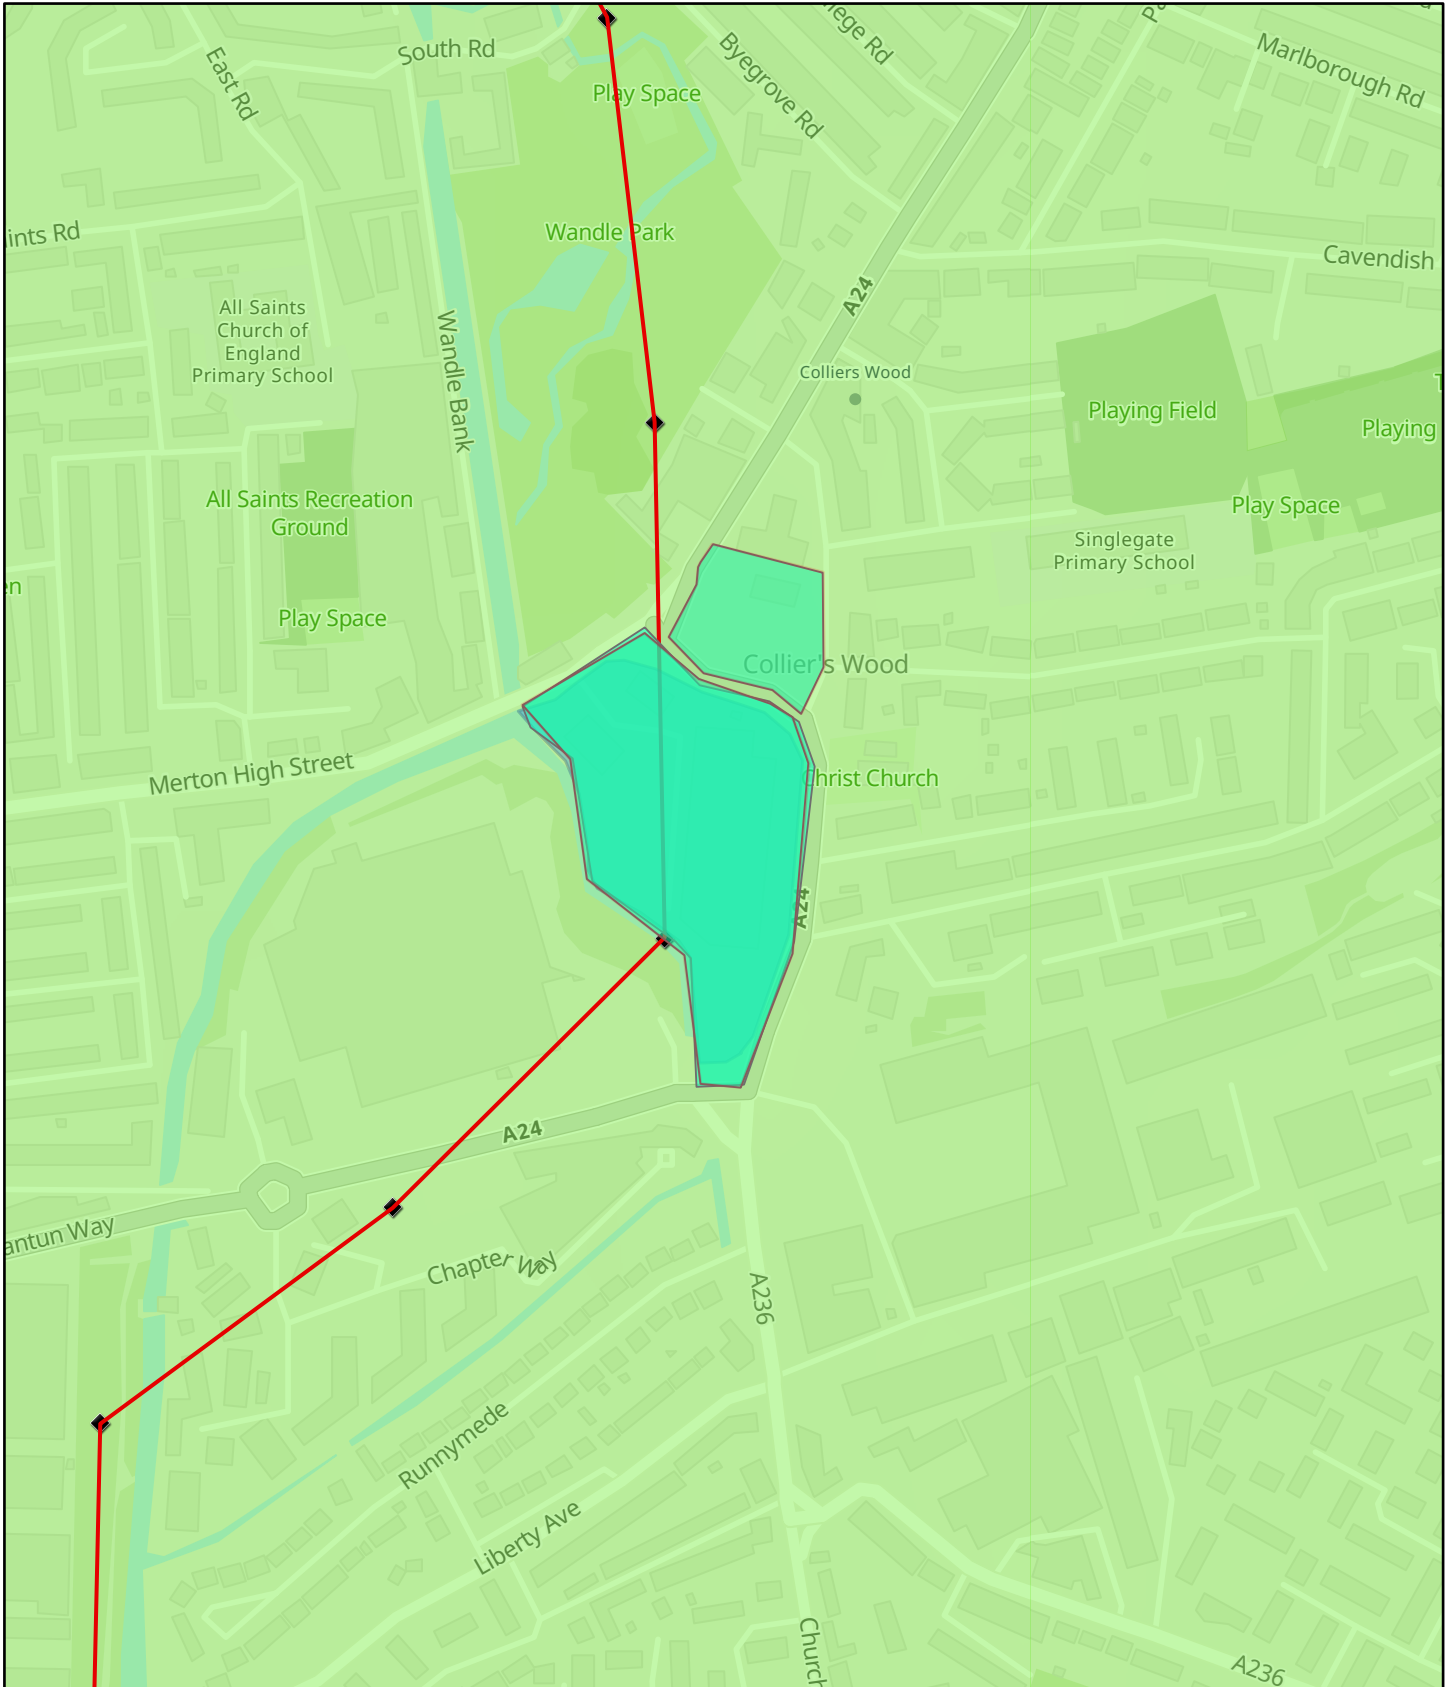 South Rd
East Rd
Play Space
Byegrove Rd
lege Rd
Marlborough Rd
ints Rd
Wandle Park
Cavendish
A24
All Saints
Church of
England
Primary School
Wandle Bank
Colliers Wood
Playing Field
Playing
All Saints Recreation
Ground
Play Space
Singlegate
Primary School
en
Play Space
Collier's Wood
Merton High Street
Christ Church
A24
A24
antun Way
Chapter Way
A236
Runnymede
Liberty Ave
Church
A236